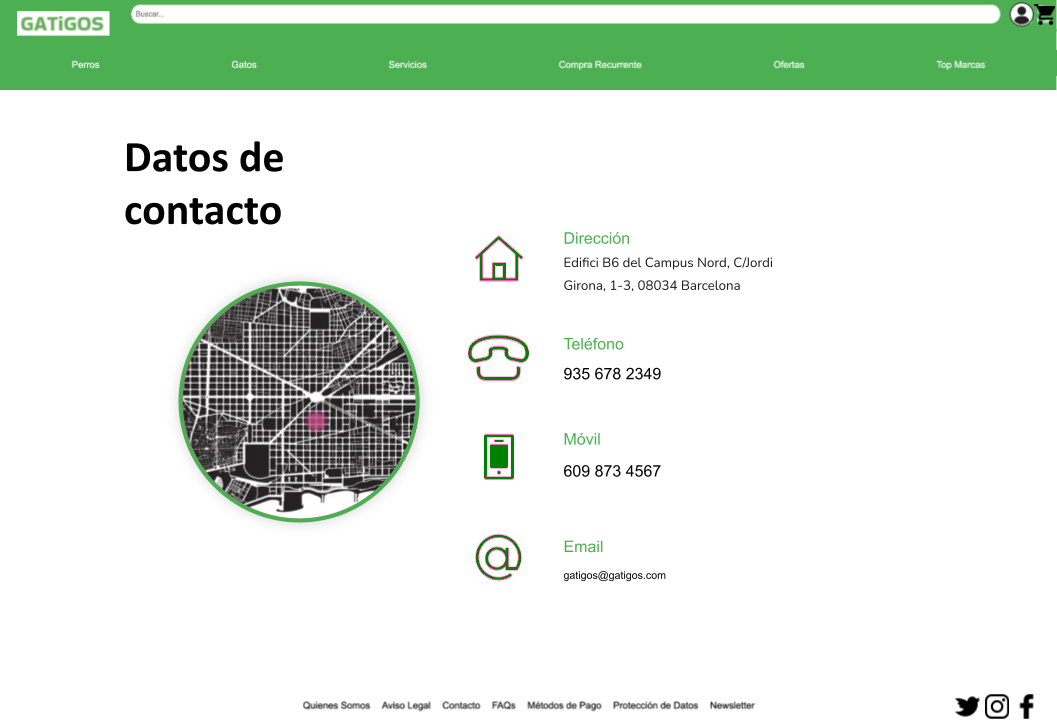 GATiGOS
Buscar...
Perros
Gatos
Servicios
Compra Recurrente
Ofertas
Top Marcas
Datos de
contacto
Dirección
Edifici B6 del Campus Nord, C/Jordi
Girona, 1-3, 08034 Barcelona
Teléfono
935 678 2349
Móvil
609 873 4567
Email
gatigos@gatigos.com
Quienes Somos
Aviso Legal
Contacto
FAQs
Métodos de Pago
Protección de Datos
Newsletter